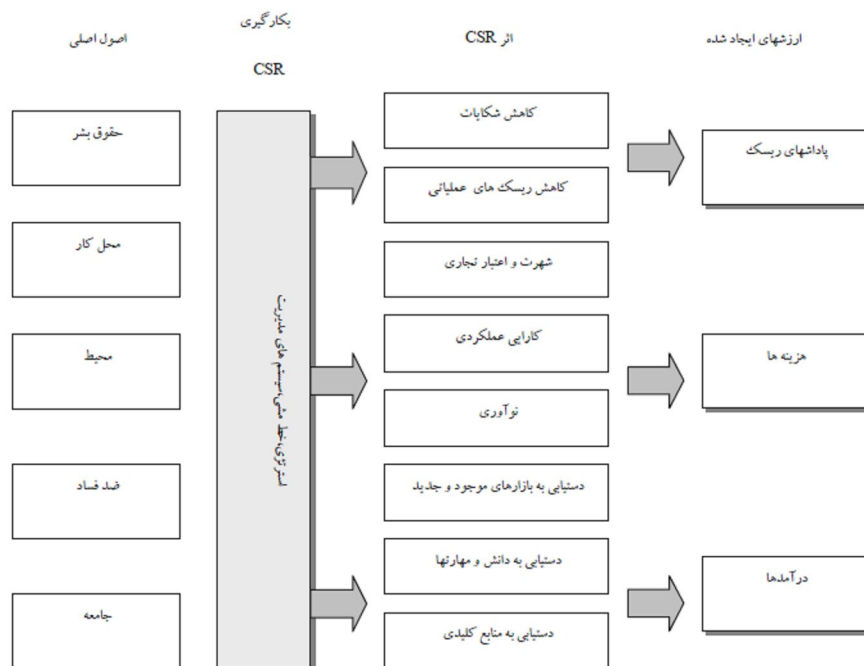 اصول اصلی
بکارگیری
CSR
اثر CSR
ارزشهای ایجاد شده
حقوق بشر
محل کار
محیط
ضد فساد
جامعه
استراتژی،خط مشی،سیستم های مدیریت
کاهش شکایات
کاهش ریسک های عملیاتی
شهرت و اعتبار تجاری
کارایی عملکردی
نوآوری
دستیابی به بازارهای موجود و جدید
دستیابی به دانش و مهارتها
دستیابی به منابع کلیدی
پاداشهای ریسک
هزینه ها
درآمدها